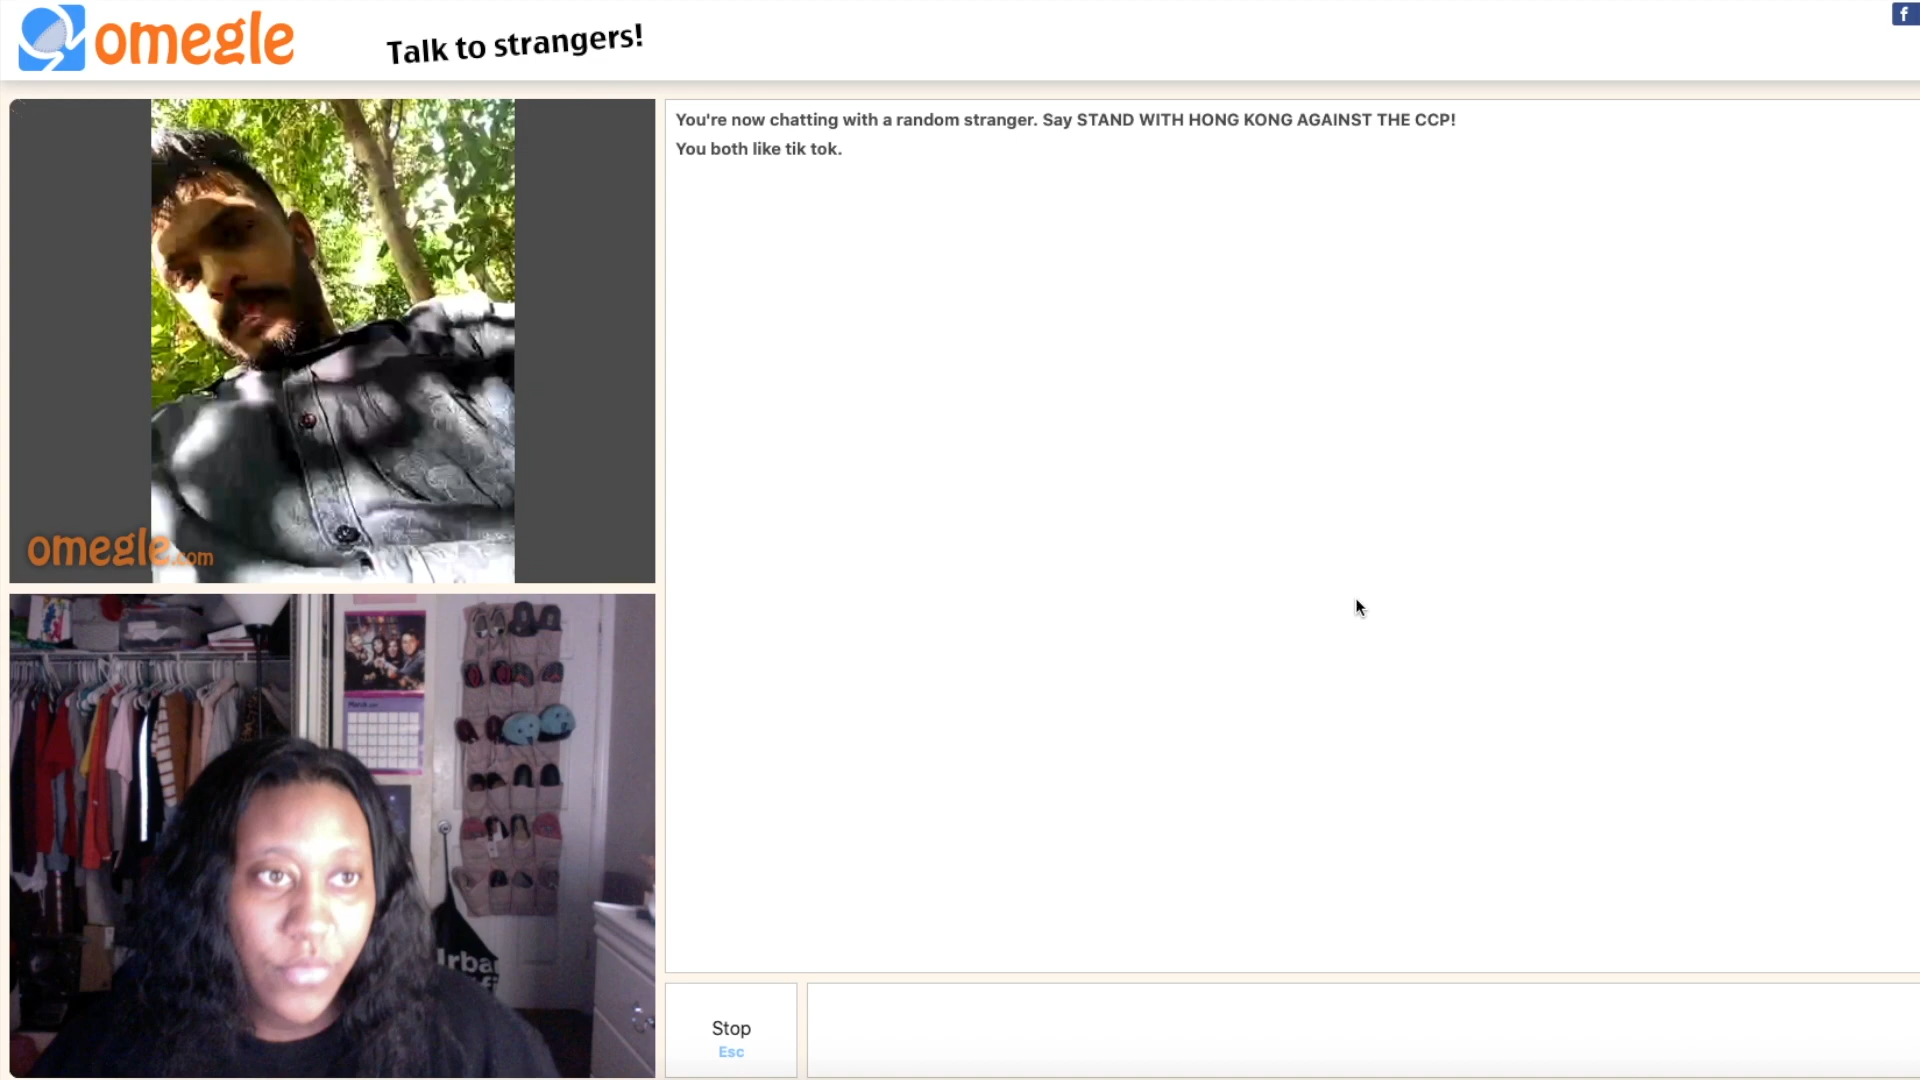 omegle
Talk to strangers!
f
You're now chatting with a random stranger. Say STAND WITH HONG KONG AGAINST THE CCP!
You both like tik tok.
omegle.com
March
Stop
Esc